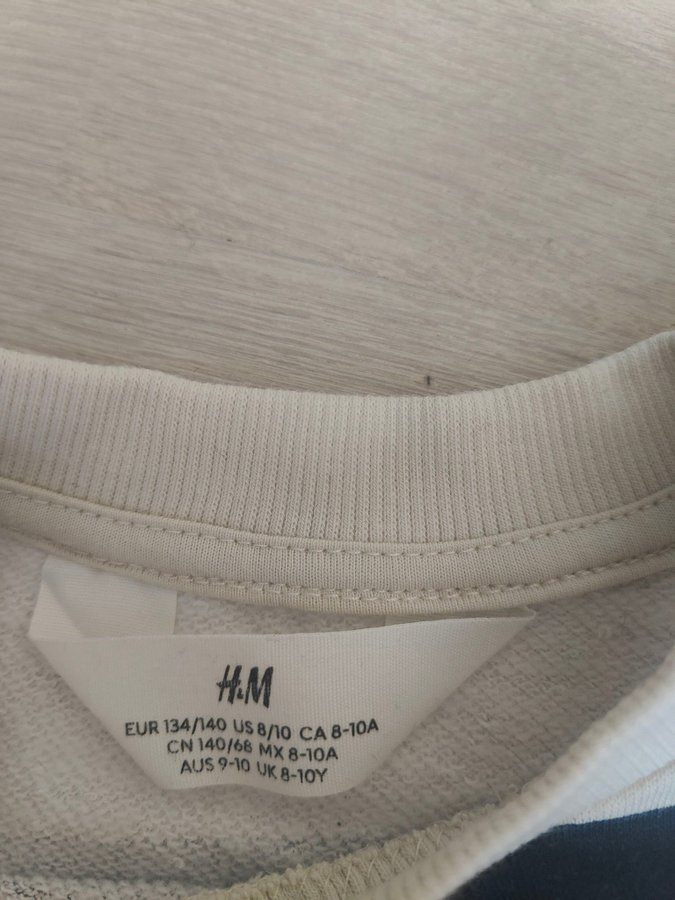 H&M
EUR 134/140 US 8/10 CA 8-10A
CN 140/68 MX 8-10A
AUS 9-10 UK 8-10Y